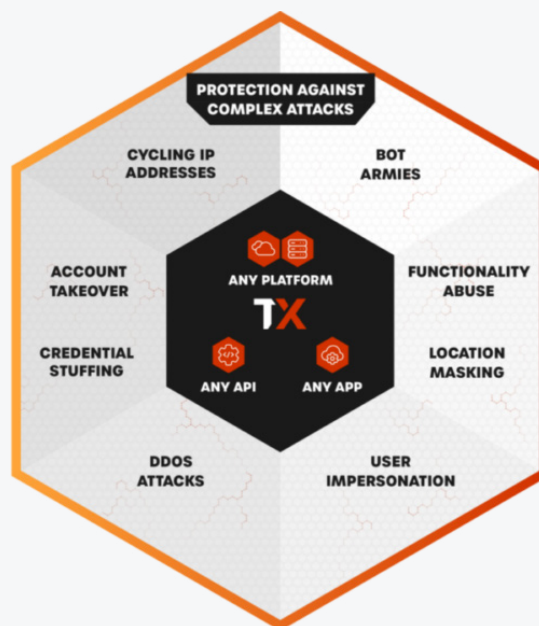 PROTECTION AGAINST
COMPLEX ATTACKS
CYCLING IP
ADDRESSES
BOT
ARMIES
ACCOUNT
TAKEOVER
ANY PLATFORM
FUNCTIONALITY
ABUSE
TX
CREDENTIAL
STUFFING
LOCATION
MASKING
ANY API
ANY APP
DDOS
ATTACKS
USER
IMPERSONATION